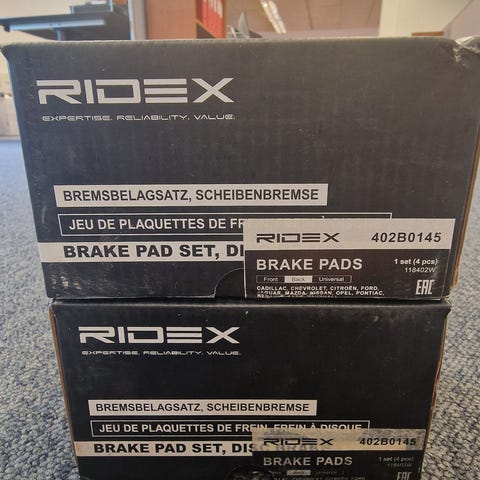 RIDEX
EXPERTISE. RELIABILITY. VALUE.
BREMSBELAGSATZ, SCHEIBENBREMSE
JEU DE PLAQUETTES DE
BRAKE PAD SET,
RIDEX 402B0145
BRAKE PADS 1 set (4 pcs)
118402W
Front Back Universal
CADILLAC, CHEVROLET, CITROËN, FORD,
JAGUAR, MAZDA, NISSAN, OPEL, PONTIAC,
EAC
RIDEX
EXPERTISE. RELIABILITY. VALUE.
BREMSBELAGSATZ, SCHEIBENBREMSE
JEU DE PLAQUETTES DE FREIN, FREIN À DISQUE
BRAKE PAD SET,
RIDEX 402B0145
BRAKE PADS 1 set (4 pcs)
118402W
EAC